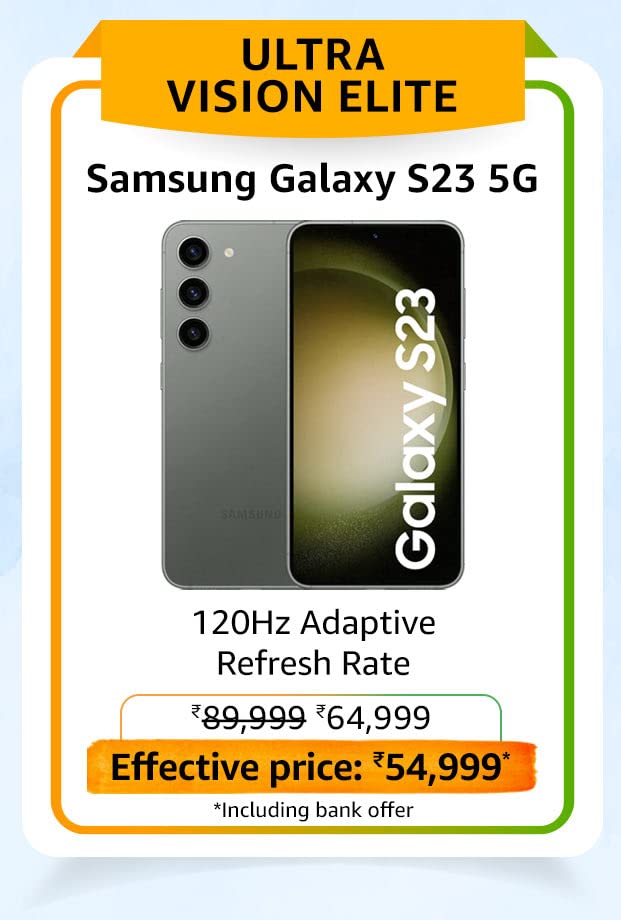 ULTRA
VISION ELITE
Samsung Galaxy S23 5G
SAMSUNG
Galaxy S23
120Hz Adaptive
Refresh Rate
₹89,999 ₹64,999
Effective price: ₹54,999*
*Including bank offer